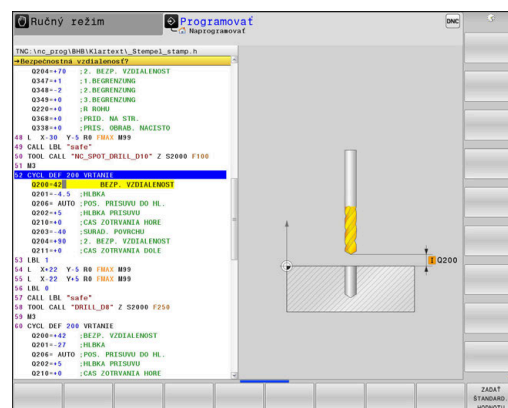 Ručný režim
Programovať
Naprogramovať
DNC
TNC:\nc_prog\BHB\Klartext\_Stempel_stamp.h
→Bezpečnostná vzdialenosť?
Q204=+70 ;2. BEZP. VZDIALENOST
Q347=+1 ;1.BEGRENZUNG
Q348=-2 ;2.BEGRENZUNG
Q349=+0 ;3.BEGRENZUNG
Q220=+0 ;R ROHU
Q368=+0 ;PRID. NA STR.
Q338=+0 ;PRIS. OBRAB. NACISTO
48 L X-30 Y-5 R0 FMAX M99
49 CALL LBL "safe"
50 TOOL CALL "NC_SPOT_DRILL_D10" Z S2000 F100
51 M3
52 CYCL DEF 200 VRTANIE
Q200=42 BEZP. VZDIALENOST
Q201=-4.5 ;HLBKA
Q206= AUTO ;POS. PRISUVU DO HL.
Q202=+5 ;HLBKA PRISUVU
Q210=+0 ;CAS ZOTRVANIA HORE
Q203=-40 ;SURAD. POVRCHU
Q204=+90 ;2. BEZP. VZDIALENOST
Q211=+0 ;CAS ZOTRVANIA DOLE
53 LBL 1
54 L X+22 Y-5 R0 FMAX M99
55 L X-22 Y+5 R0 FMAX M99
56 LBL 0
57 CALL LBL "safe"
58 TOOL CALL "DRILL_D8" Z S2000 F250
59 M3
60 CYCL DEF 200 VRTANIE
Q200=+42 ;BEZP. VZDIALENOST
Q201=-27 ;HLBKA
Q206= AUTO ;POS. PRISUVU DO HL.
Q202=+5 ;HLBKA PRISUVU
Q210=+0 ;CAS ZOTRVANIA HORE
I Q200
ZADAŤ
ŠTANDARD.
HODNOTU